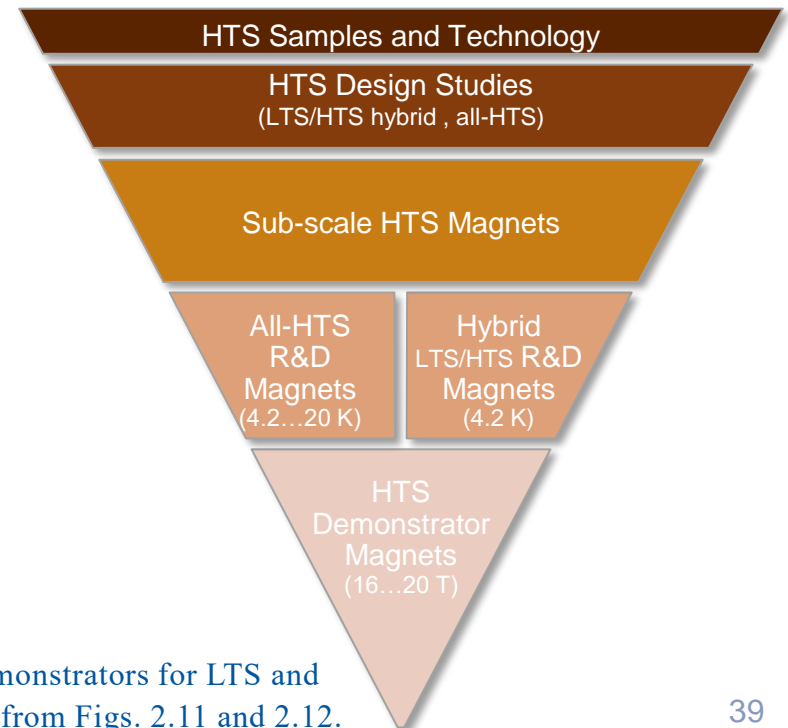 HTS Samples and Technology
HTS Design Studies
(LTS/HTS hybrid , all-HTS)
Sub-scale HTS Magnets
All-HTS
R&D
Magnets
(4.2...20 K)
Hybrid
LTS/HTS R&D
Magnets
(4.2 K)
HTS
Demonstrator
Magnets
(16...20 T)
monstrators for LTS and
from Figs. 2.11 and 2.12.
39